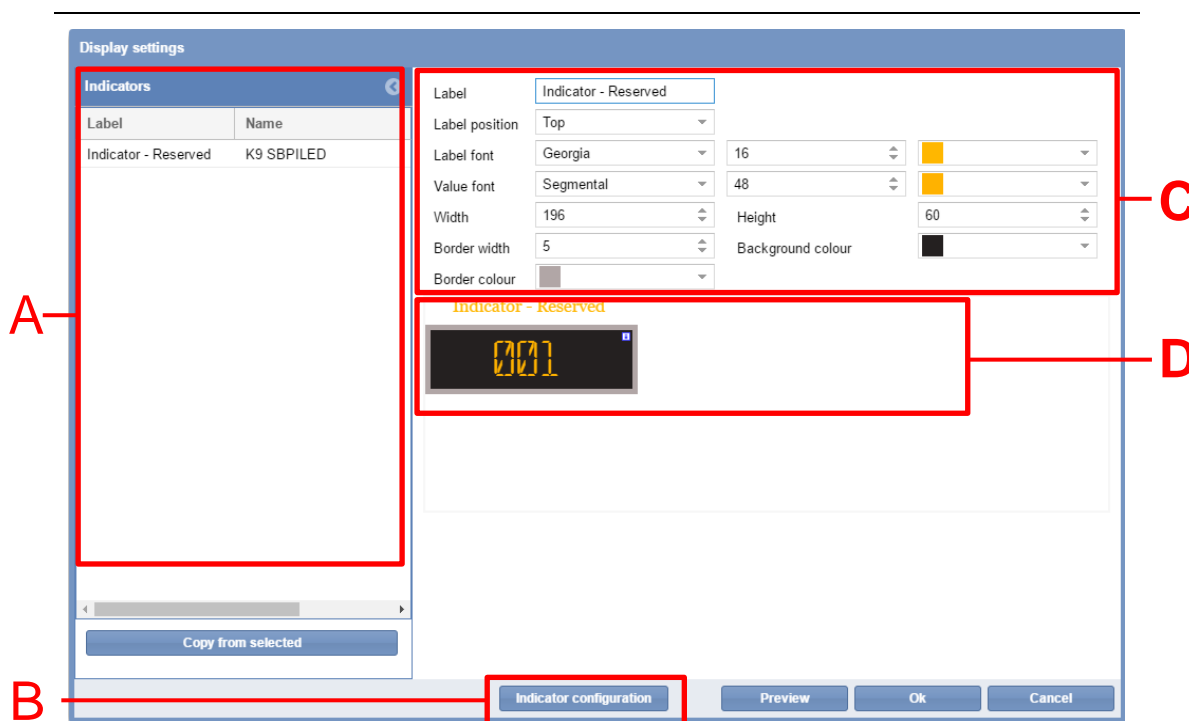 Display settings
Indicators
Label Name
Indicator - Reserved K9 SBPILED
Copy from selected
Label Indicator - Reserved
Label position Top
Label font Georgia 16
Value font Segmental 48
Width 196 Height 60
Border width 5 Background colour
Border colour
Indicator - Reserved
001
Indicator configuration Preview Ok Cancel
A
B
C
D